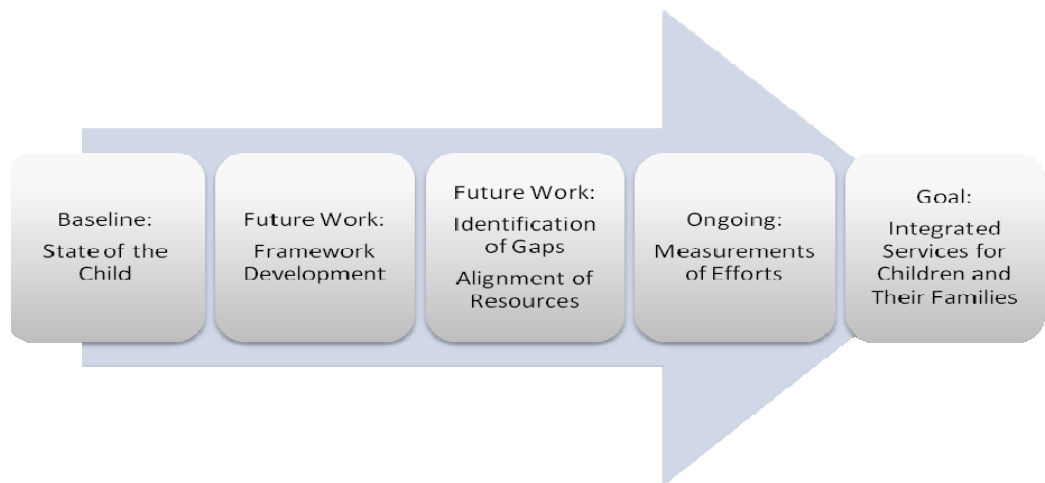 Baseline:
State of the
Child
Future Work:
Framework
Development
Future Work:
Identification
of Gaps
Alignment of
Resources
Ongoing:
Measurements
of Efforts
Goal:
Integrated
Services for
Children and
Their Families